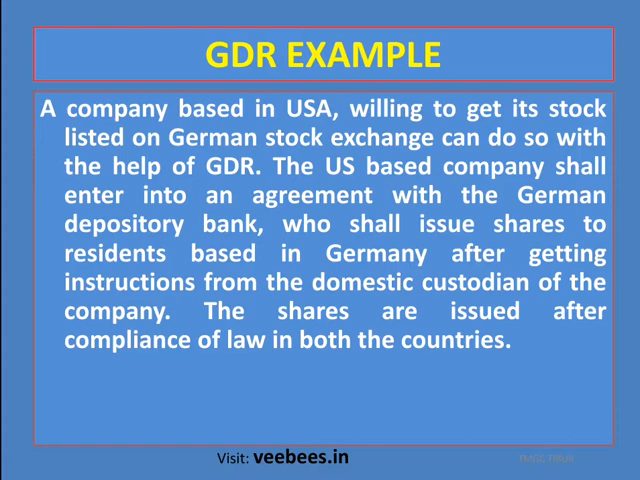 GDR EXAMPLE
A company based in USA, willing to get its stock
listed on German stock exchange can do so with
the help of GDR. The US based company shall
enter into an agreement with the German
depository bank, who shall issue shares to
residents based in Germany after getting
instructions from the domestic custodian of the
company. The shares are issued after
compliance of law in both the countries.
Visit: veebees.in